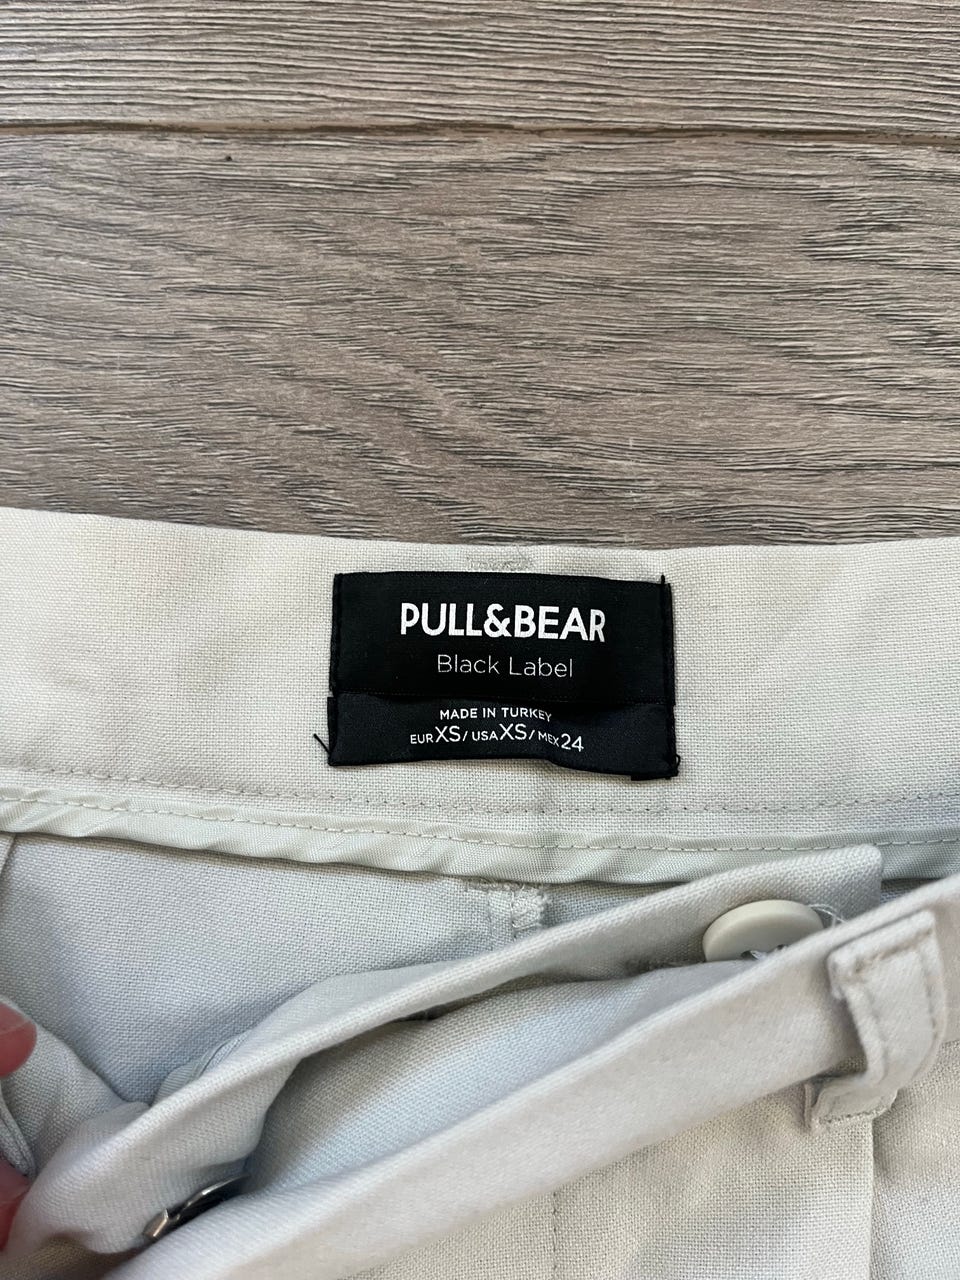 PULL&BEAR
Black Label
MADE IN TURKEY
EUR XS / USA XS / MEX 24